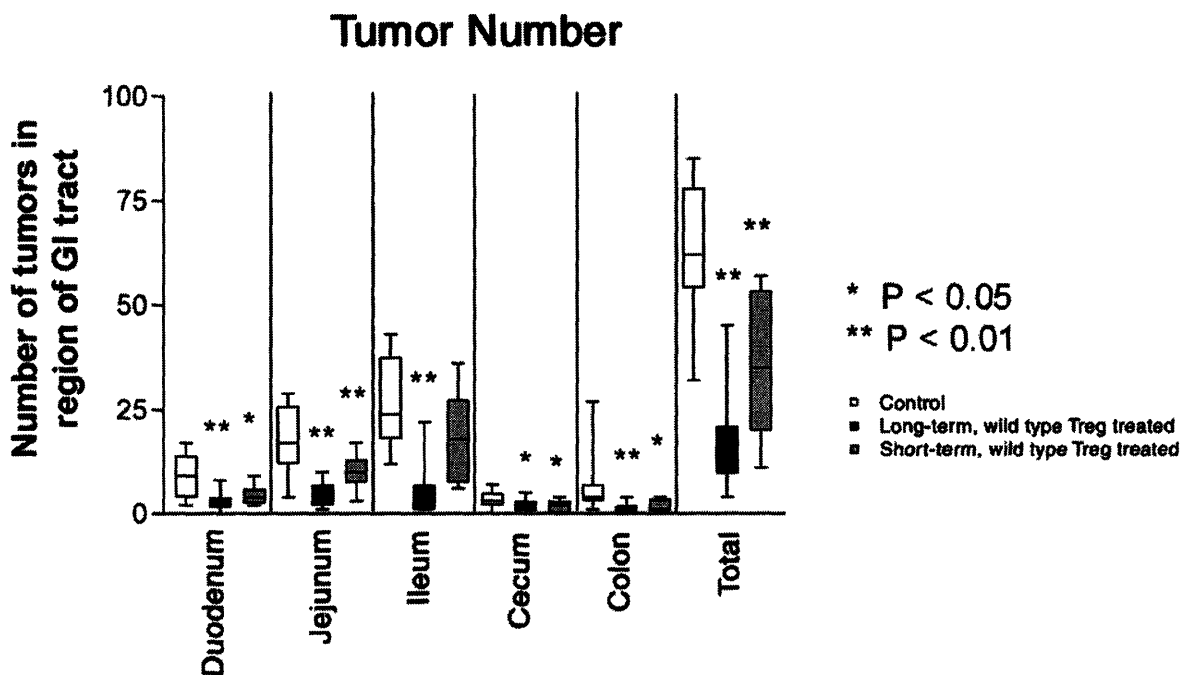 Tumor Number
Number of tumors in
region of GI tract
100
75
50
25
0
** *
** **
**
* *
** *
** **
Duodenum
Jejunum
Ileum
Cecum
Colon
Total
* P < 0.05
** P < 0.01
Control
Long-term, wild type Treg treated
Short-term, wild type Treg treated